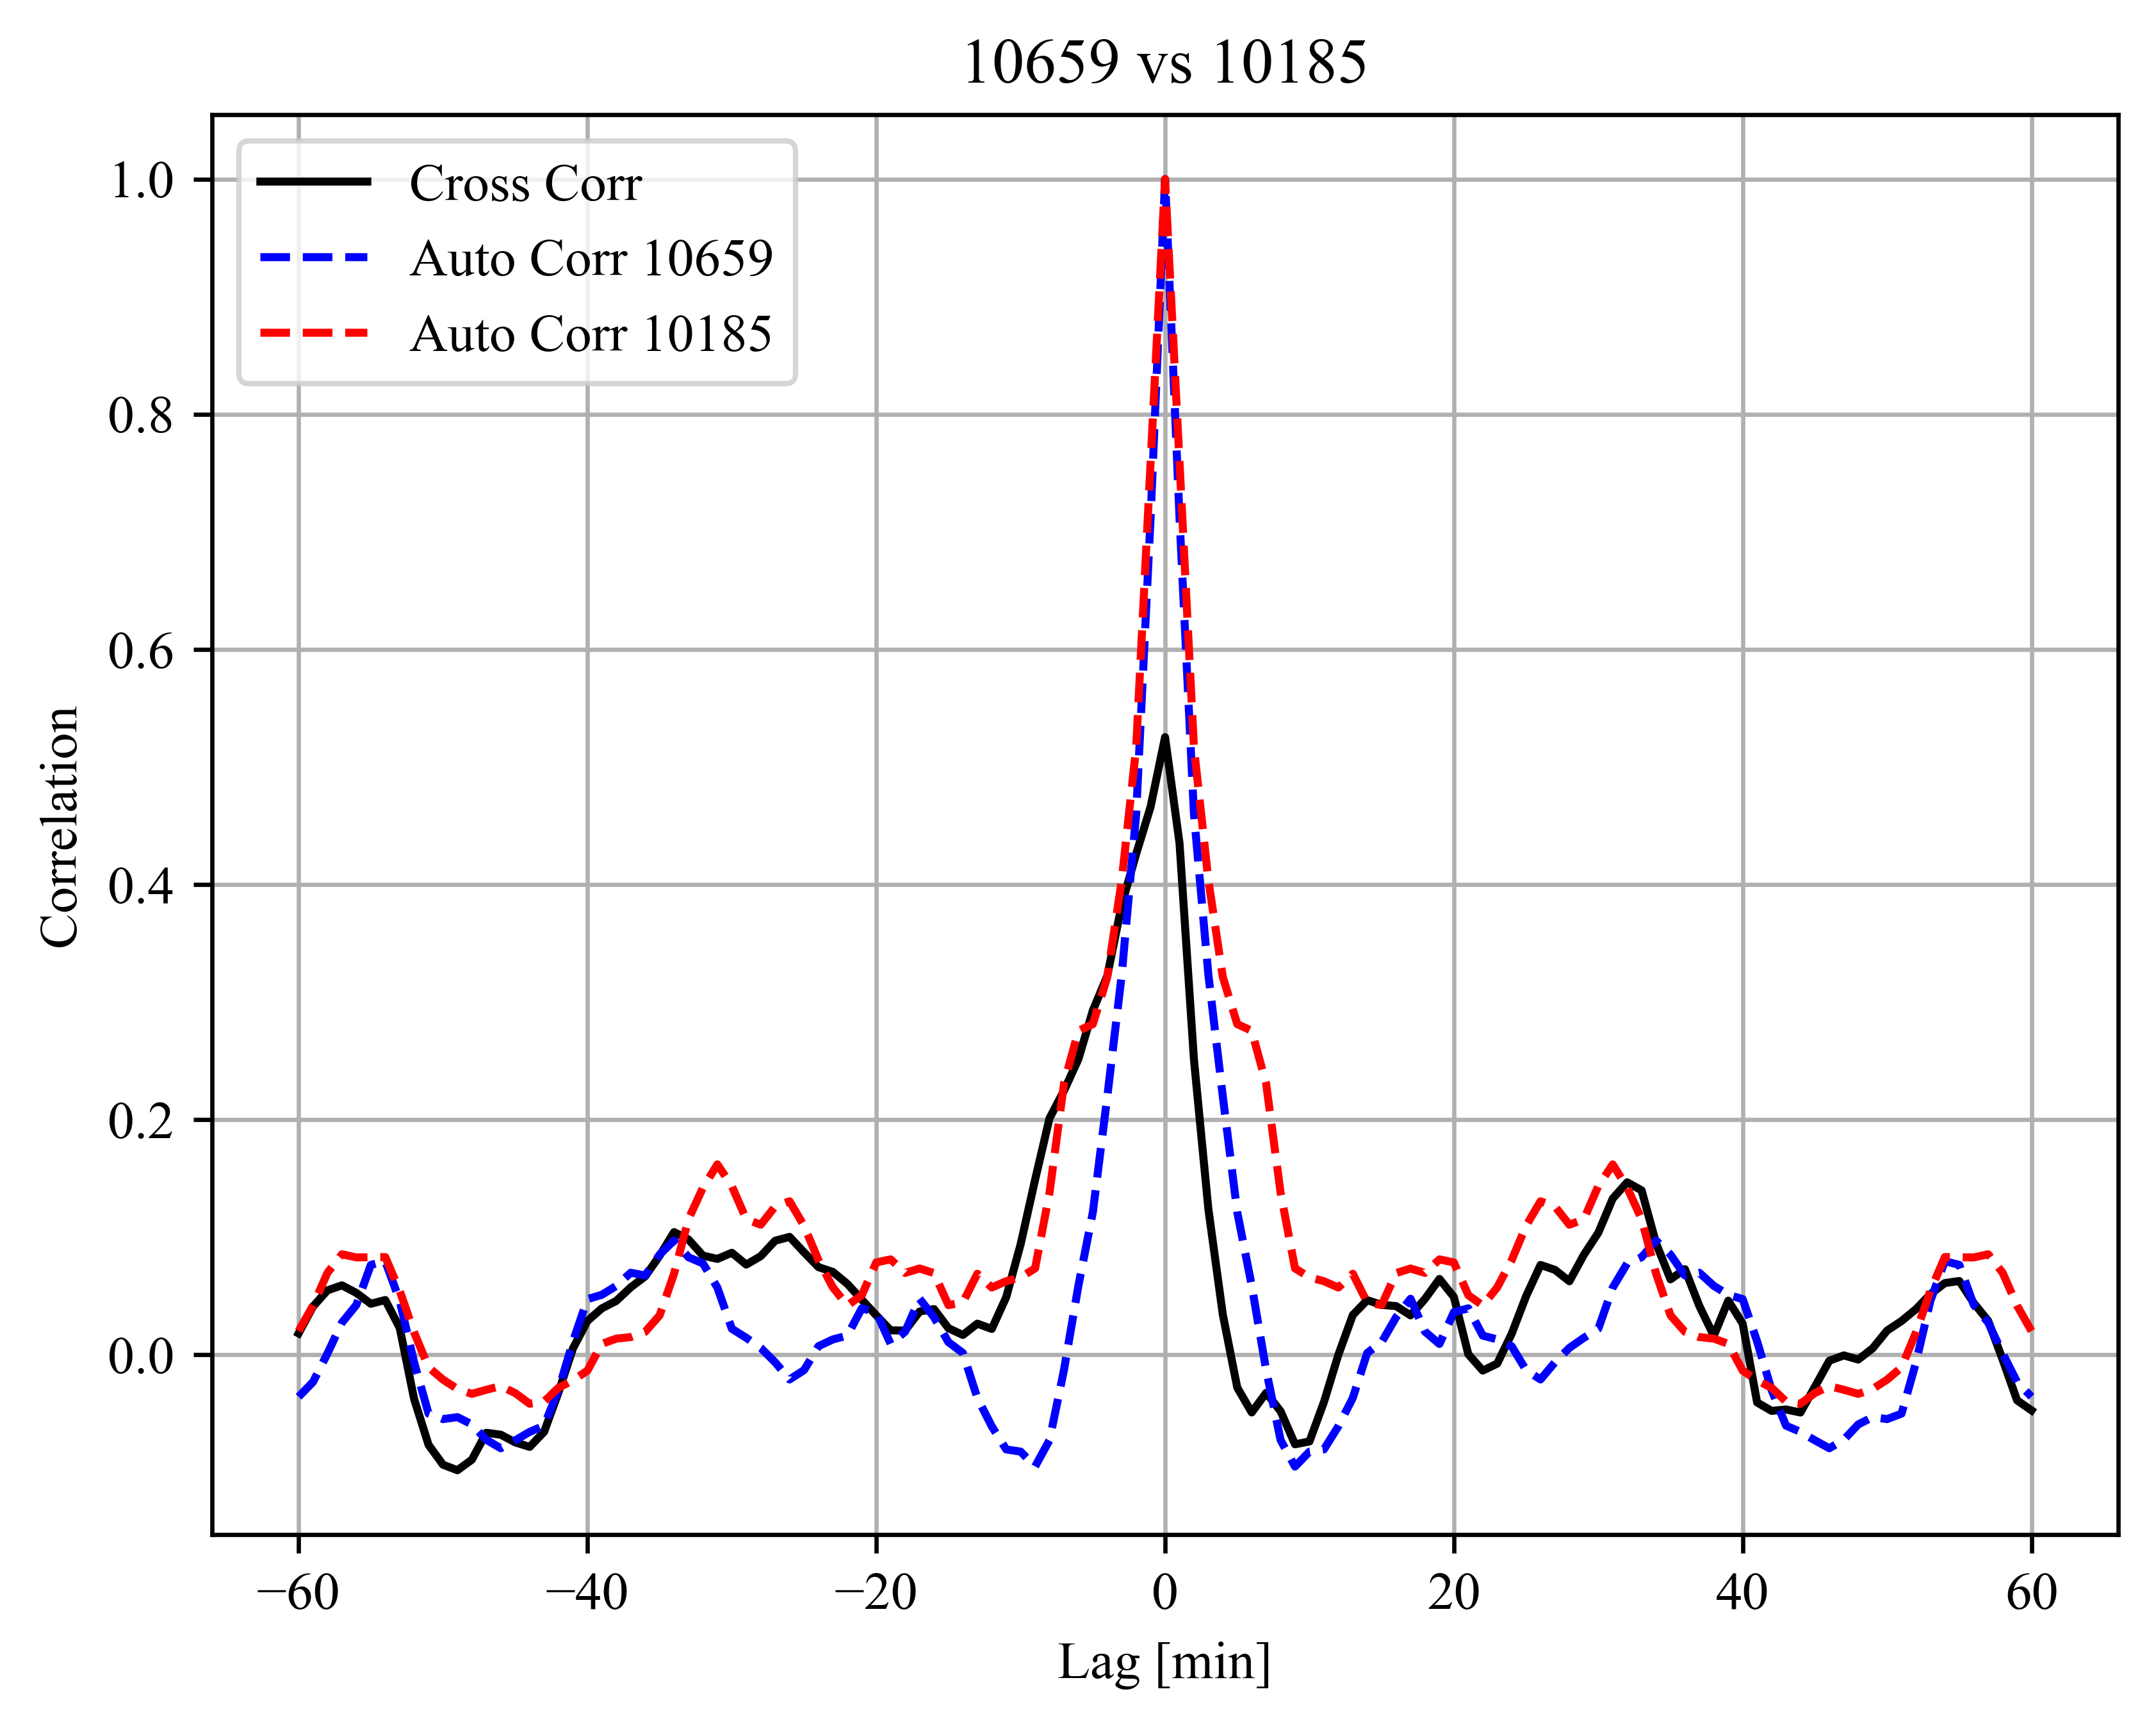 10659 vs 10185
Cross Corr
Auto Corr 10659
Auto Corr 10185
1.0
0.8
0.6
0.4
0.2
0.0
Correlation
−60 −40 −20 0 20 40 60
Lag [min]